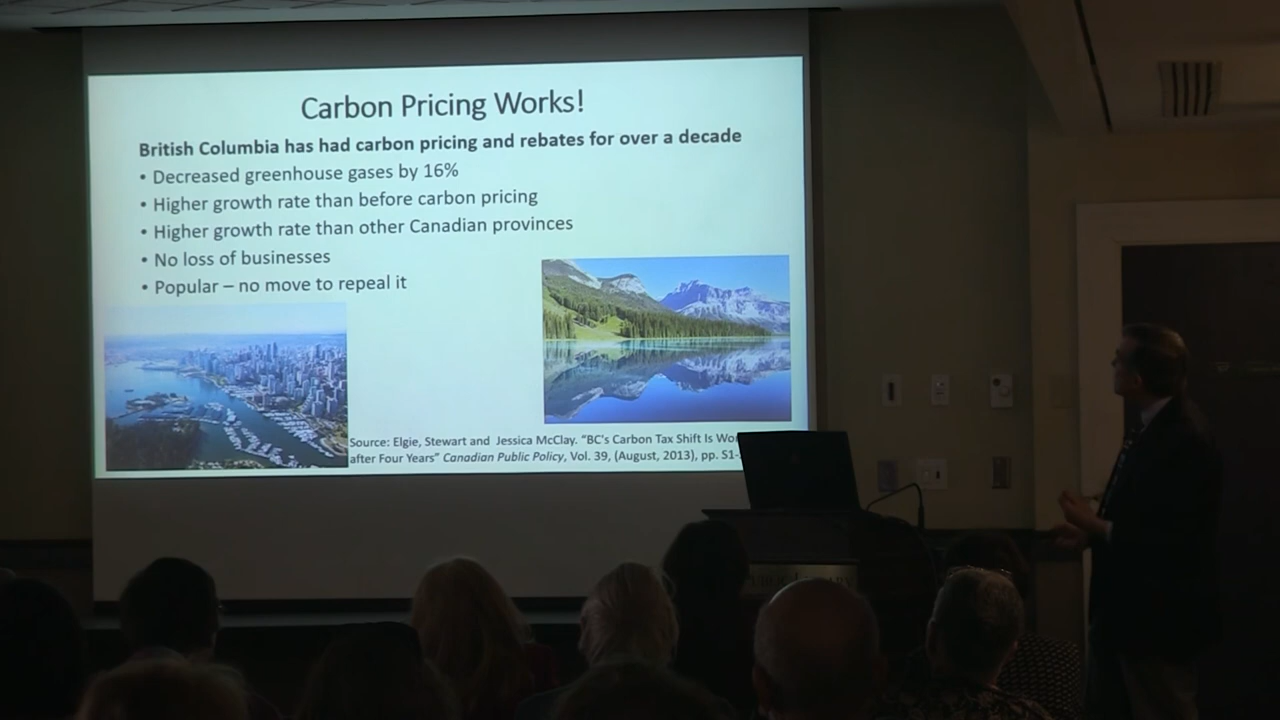 Carbon Pricing Works!
British Columbia has had carbon pricing and rebates for over a decade
• Decreased greenhouse gases by 16%
• Higher growth rate than before carbon pricing
• Higher growth rate than other Canadian provinces
• No loss of businesses
• Popular – no move to repeal it
Source: Elgie, Stewart and Jessica McClay. “BC’s Carbon Tax Shift Is
after Four Years” Canadian Public Policy, Vol. 39, (August, 2013), pp. S1-